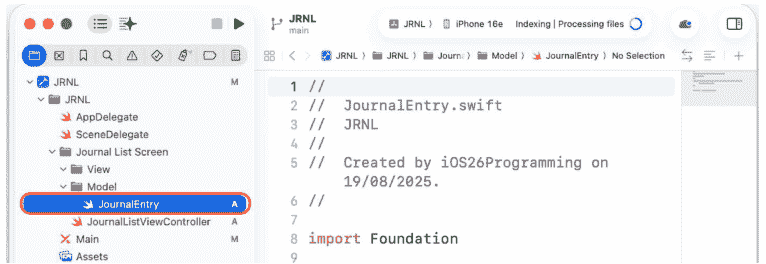 JRNL
main
JRNL 〉 iPhone 16e Indexing | Processing files
JRNL 〉 JRNL 〉 Journ 〉 Model 〉 JournalEntry 〉 No Selection
JRNL M
JRNL
AppDelegate
SceneDelegate
Journal List Screen
View
Model
JournalEntry A
JournalListViewController A
Main M
Assets
1 //
2 // JournalEntry.swift
3 // JRNL
4 //
5 // Created by iOS26Programming on
19/08/2025.
6 //
7
8 import Foundation
9